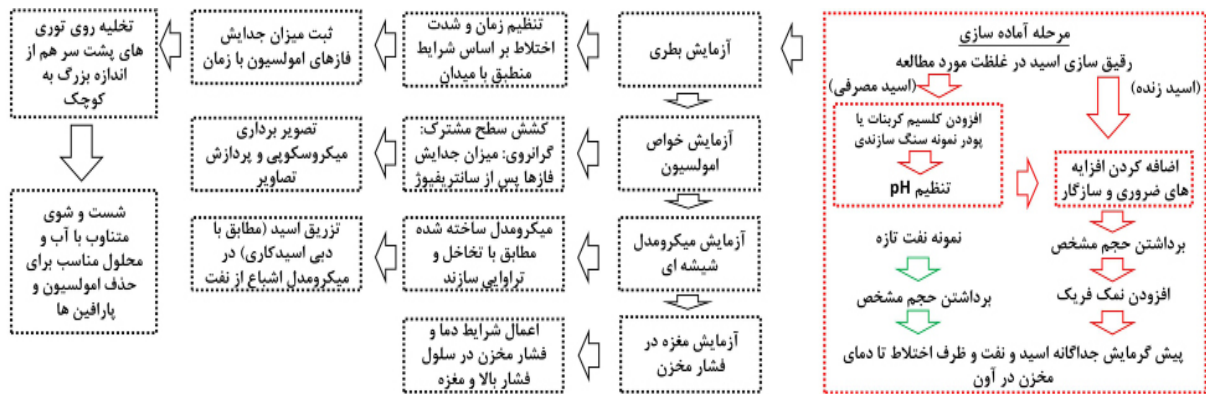 مرحله آماده سازی
رقیق سازی اسید در غلظت مورد مطالعه
(اسید زنده)
(اسید مصرفی)
افزودن کلسیم کربنات یا
پودر نمونه سنگ سازندی
تنظیم pH
اضافه کردن افزایه
های ضروری و سازگار
برداشتن حجم مشخص
افزودن نمک فریک
نمونه نفت تازه
برداشتن حجم مشخص
پیش گرمایش جداگانه اسید و نفت و ظرف اختلاط تا دمای
مخزن در آون
آزمایش بطری
تنظیم زمان و شدت
اختلاط بر اساس شرایط
منطبق با میدان
ثبت میزان جدایش
فازهای امولسیون با زمان
تخلیه روی توری
های پشت سر هم از
اندازه بزرگ به
کوچک
شست و شوی
متناوب با آب و
محلول مناسب برای
حذف امولسیون و
پارافین ها
آزمایش خواص
امولسیون
کشش سطح مشترک:
گرانروی: میزان جدایش
فازها پس از سانتریفیوژ
تصویر برداری
میکروسکوپی و پردازش
تصاویر
آزمایش میکرومدل
شیشه ای
میکرومدل ساخته شده
مطابق با تخاخل و
تراوایی سازند
تزریق اسید (مطابق با
دبی اسیدکاری) در
میکرومدل اشباع از نفت
آزمایش مغزه در
فشار مخزن
اعمال شرایط دما و
فشار مخزن در سلول
فشار بالا و مغزه